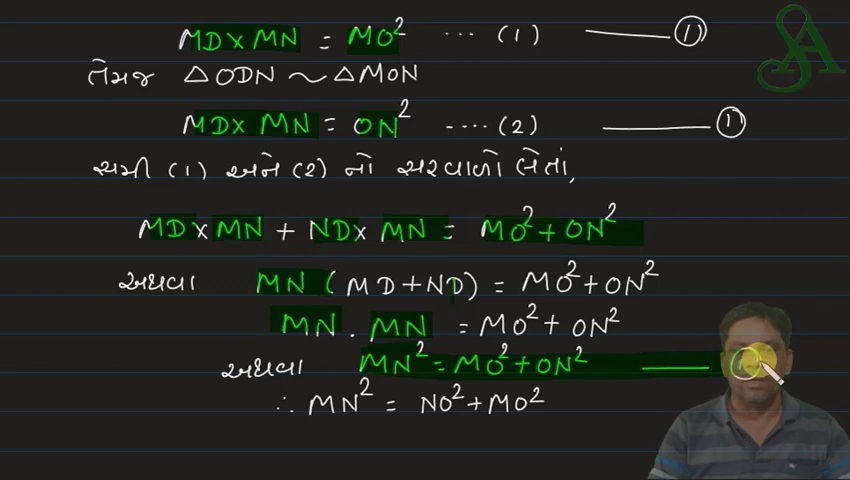 MD × MN = MO² ... (1) ——— ①
તેમજ △ODN ~ △MON
MD × MN = ON² .... (2) ——— ①
સમી (1) અને (2) નો સરવાળો લેતાં,
MD × MN + ND × MN = MO² + ON²
અથવા MN (MD + ND) = MO² + ON²
MN . MN = MO² + ON²
અથવા MN² = MO² + ON² ———
∴ MN² = NO² + MO²